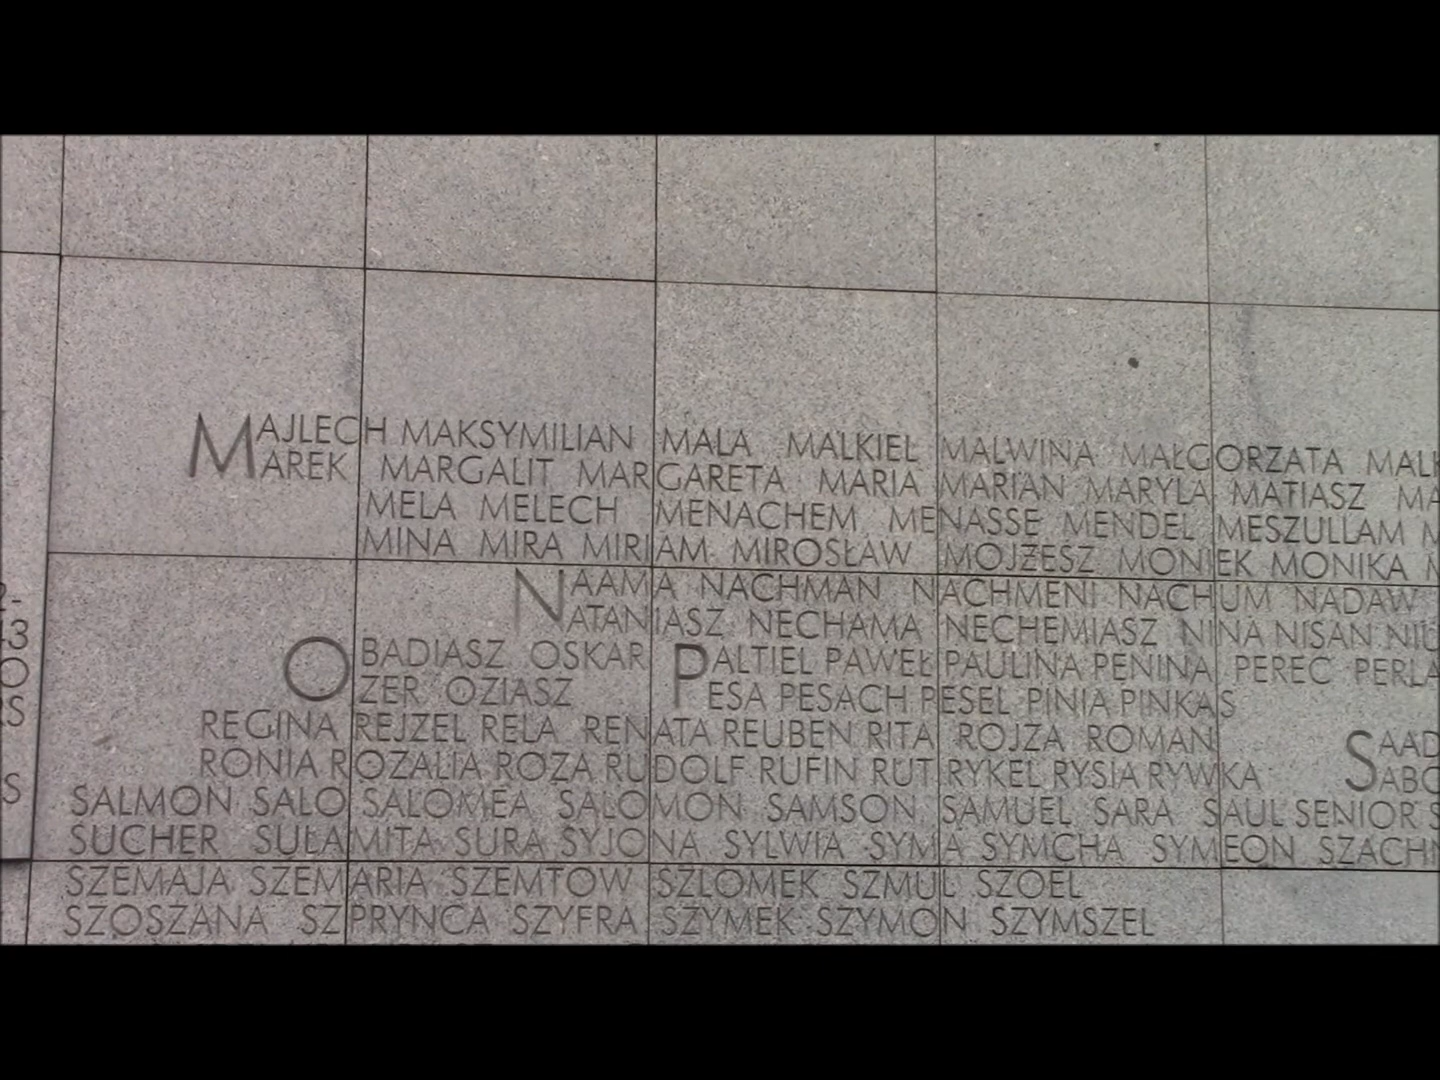 MAJLECH MAKSYMILIAN MALA MALKIEL MALWINA MAŁGORZATA
MAREK MARGALIT MARGARETA MARIA MARIAN MARYLA MATIASZ
MELA MELECH MENACHEM MENASSE MENDEL MESZULLAM
MINA MIRA MIRIAM MIROSŁAW MOJŻESZ MONIEK MONIKA
NAAMA NACHMAN NACHMENI NACHUM NADAW
NATANIASZ NECHAMA NECHEMIASZ NINA NISAN
OBADIASZ OSKAR PALTIEL PAWEŁ PAULINA PENINA PEREC PERLA
OZER OZIASZ PESA PESACH PESEL PINIA PINKAS
REGINA REJZEL RELA RENATA REUBEN RITA ROJZA ROMAN
RONIA ROZALIA ROZA RUDOLF RUFIN RUT RYKEL RYSIA RYWKA
SALMON SALO SALOMEA SALOMON SAMSON SAMUEL SARA SAUL SENIOR
SUCHER SULAMITA SURA SYJONA SYLWIA SYMA SYMCHA SYMEON
SZEMAJA SZEMARIA SZEMTOW SZLOMEK SZMUL SZOEL
SZOSZANA SZPRYNCA SZYFRA SZYMEK SZYMON SZYMSZEL